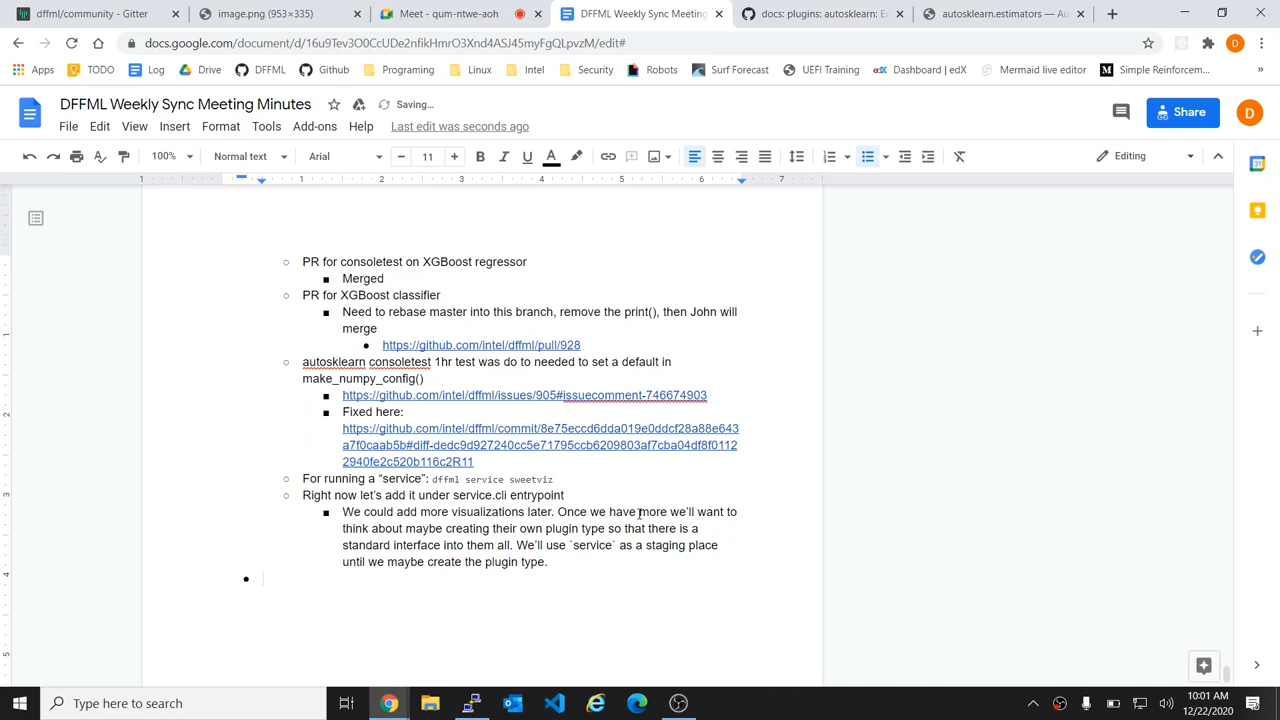 dffml/community - Gitter
image.png (953×335)
Meet - qum-ntwe-aoh
DFFML Weekly Sync Meeting
docs: plugins: autosklearn: E
autosklearn.estimators — Au
docs.google.com/document/d/16u9Tev3O0CcUDe2nfikHmrO3Xnd4ASJ45myFgQLpvzM/edit#
Apps
TODO
Log
Drive
DFFML
Github
Programing
Linux
Intel
Security
Robots
Surf Forecast
UEFI Training
Dashboard | edX
Mermaid live editor
Simple Reinforcem...
DFFML Weekly Sync Meeting Minutes
Saving...
File Edit View Insert Format Tools Add-ons Help Last edit was seconds ago
Share
D
100% Normal text Arial 11 Editing
1 1 2 3 4 5 6 7
PR for consoletest on XGBoost regressor
Merged
PR for XGBoost classifier
Need to rebase master into this branch, remove the print(), then John will
merge
https://github.com/intel/dffml/pull/928
autosklearn consoletest 1hr test was do to needed to set a default in
make_numpy_config()
https://github.com/intel/dffml/issues/905#issuecomment-746674903
Fixed here:
https://github.com/intel/dffml/commit/8e75eccd6dda019e0ddcf28a88e643
a7f0caab5b#diff-dedc9d927240cc5e71795ccb6209803af7cba04df8f0112
2940fe2c520b116c2R11
For running a “service”: dffml service sweetviz
Right now let’s add it under service.cli entrypoint
We could add more visualizations later. Once we have more we’ll want to
think about maybe creating their own plugin type so that there is a
standard interface into them all. We’ll use `service` as a staging place
until we maybe create the plugin type.
Type here to search
10:01 AM
12/22/2020